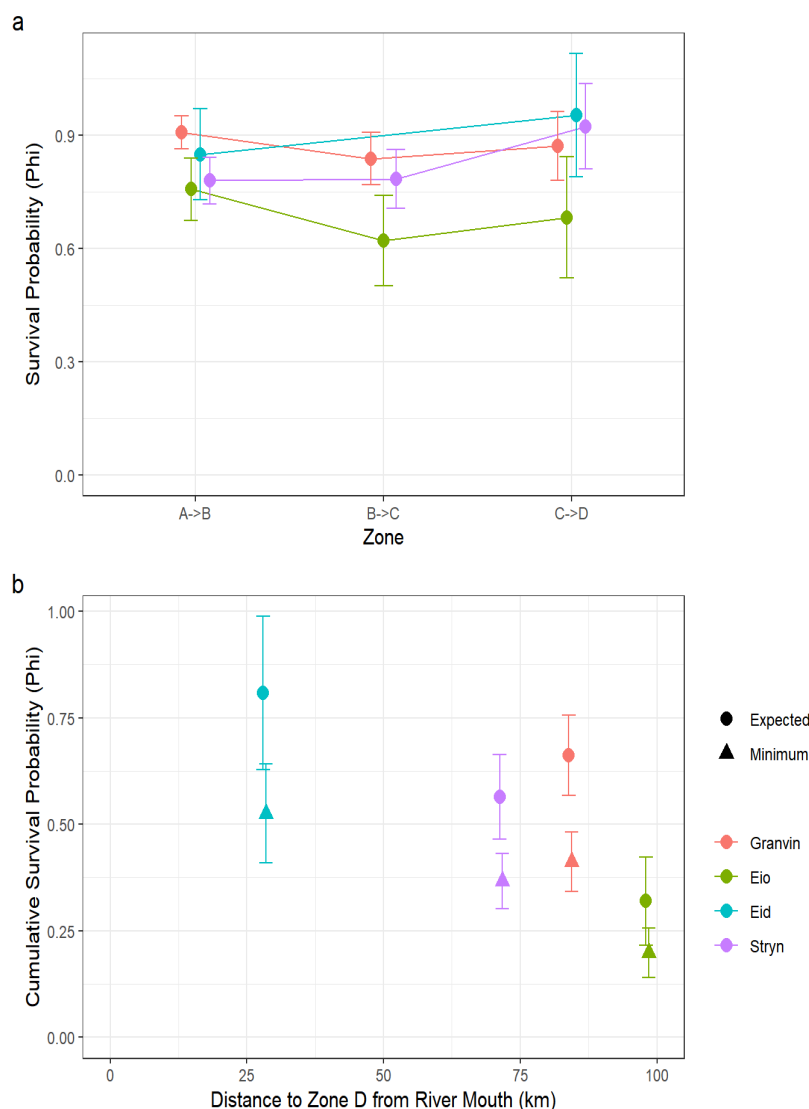 a
Survival Probability (Phi)
0.9
0.6
0.3
0.0
A->B
B->C
C->D
Zone
b
Cumulative Survival Probability (Phi)
1.00
0.75
0.50
0.25
0.00
0
25
50
75
100
Distance to Zone D from River Mouth (km)
Expected
Minimum
Granvin
Eio
Eid
Stryn